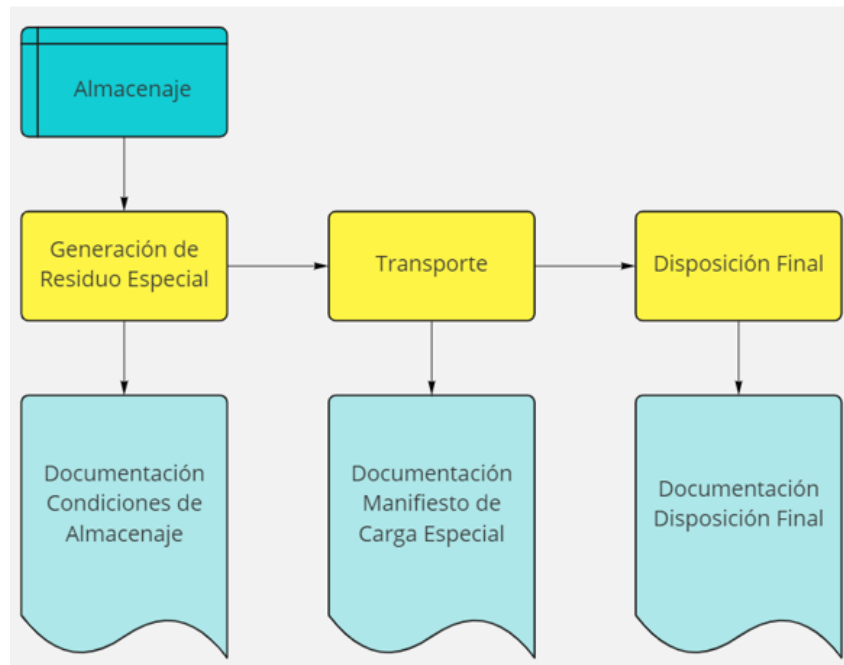 Almacenaje
Generación de
Residuo Especial
Transporte
Disposición Final
Documentación
Condiciones de
Almacenaje
Documentación
Manifiesto de
Carga Especial
Documentación
Disposición Final